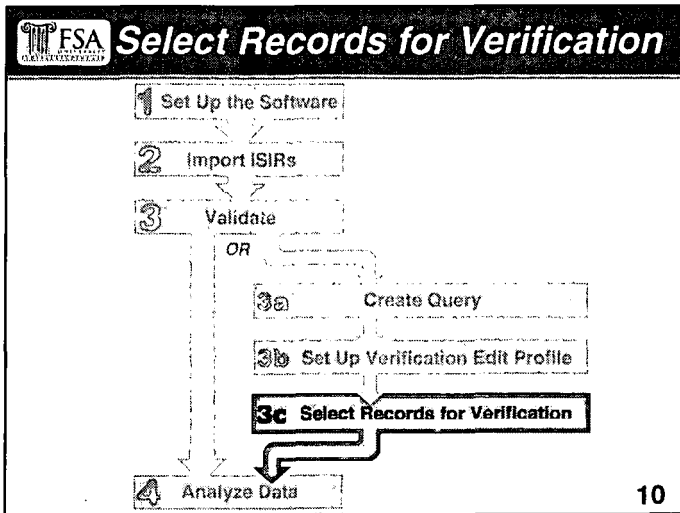 FSA Select Records for Verification
1 Set Up the Software
2 Import ISIRs
3 Validate
OR
3a Create Query
3b Set Up Verification Edit Profile
3c Select Records for Verification
4 Analyze Data
10